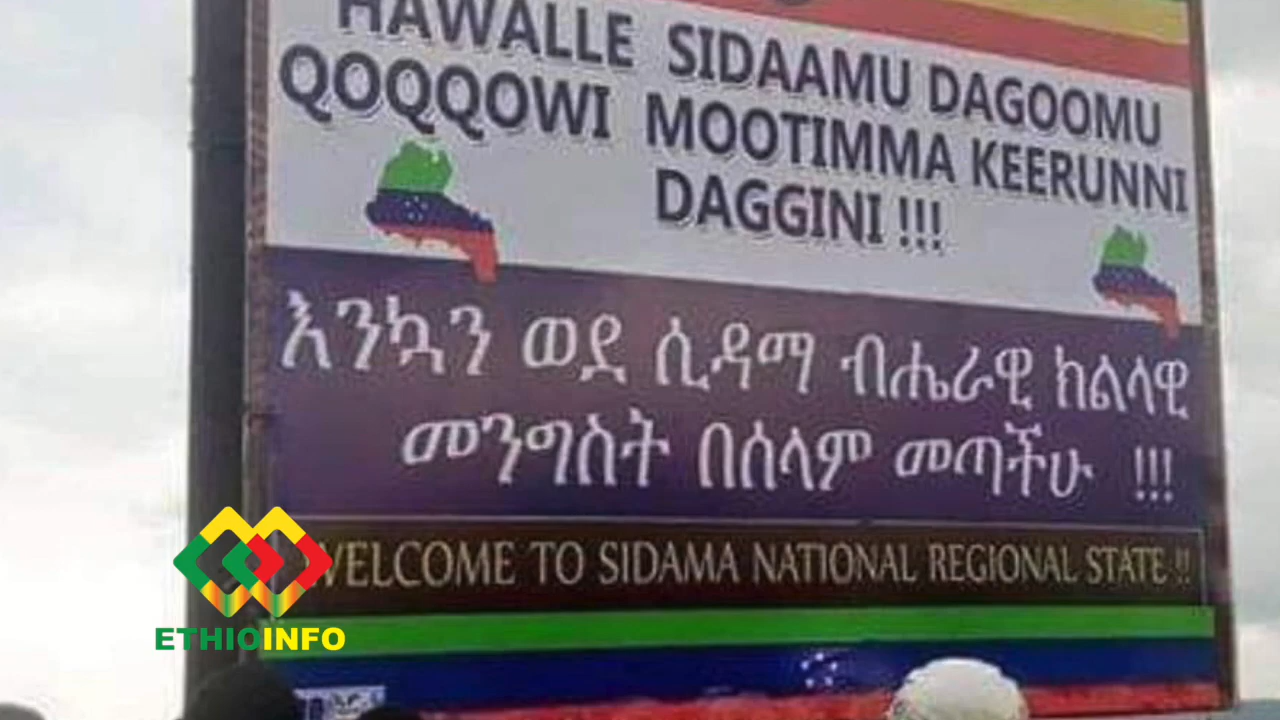 HAWALLE SIDAAMU DAGOOMU
QOQQOWI MOOTIMMA KEERUNNI
DAGGINI !!!
እንኳን ወደ ሲዳማ ብሔራዊ ክልላዊ
መንግስት በሰላም መጣችሁ !!!
WELCOME TO SIDAMA NATIONAL REGIONAL STATE !!
ETHIOINFO